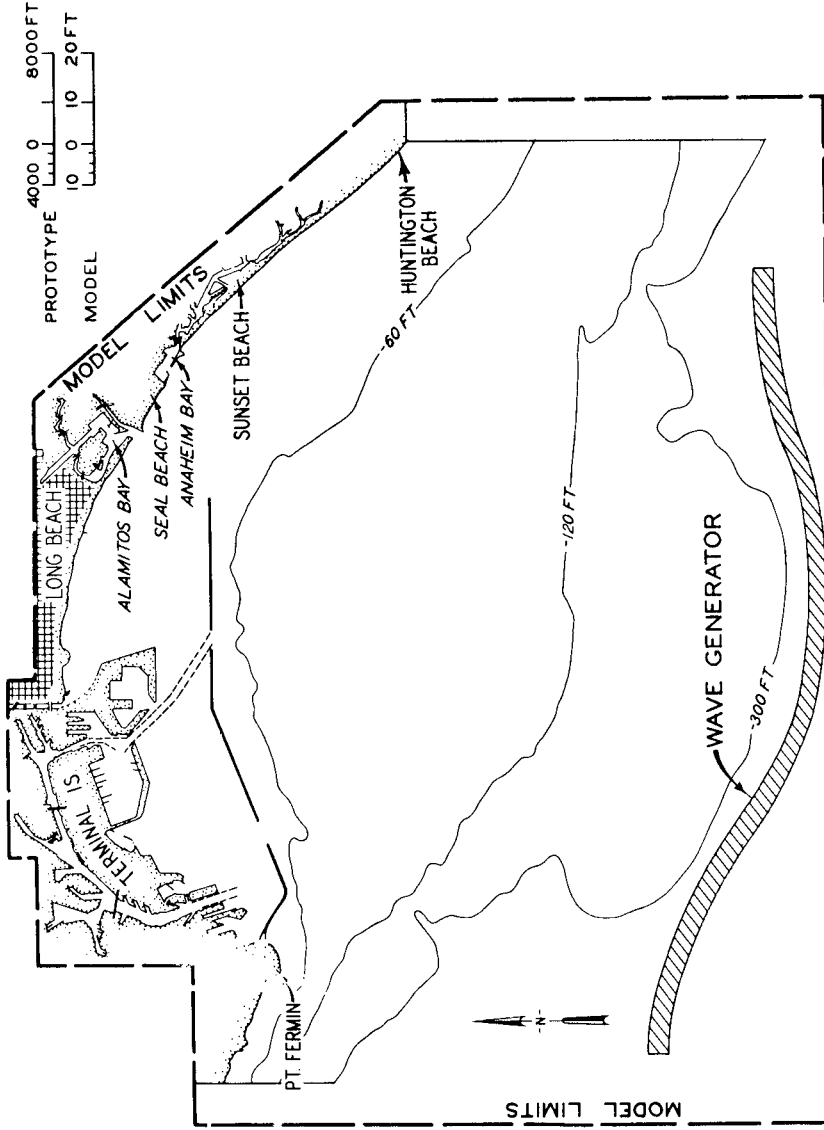 PROTOTYPE 4000 0 8000 FT
MODEL 10 0 10 20 FT
MODEL LIMITS
LONG BEACH
TERMINAL IS
ALAMITOS BAY
SEAL BEACH
ANAHEIM BAY
SUNSET BEACH
HUNTINGTON
BEACH
PT. FERMIN
-60 FT
-120 FT
-300 FT
WAVE GENERATOR
N
MODEL LIMITS